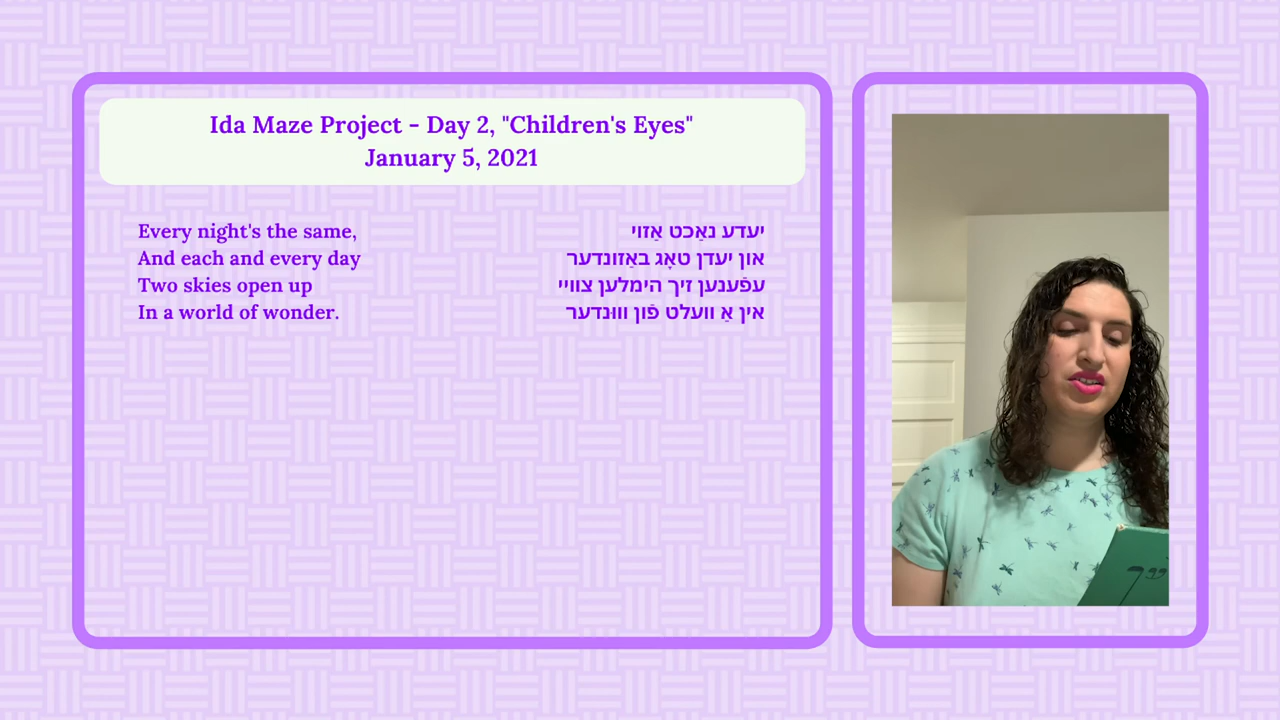 Ida Maze Project - Day 2, "Children's Eyes"
January 5, 2021
Every night's the same,
And each and every day
Two skies open up
In a world of wonder.
יעדע נאַכט אַזוי
און יעדן טאָג באַזונדער
עפֿענען זיך הימלען צוויי
אין אַ וועלט פֿון וווּנדער